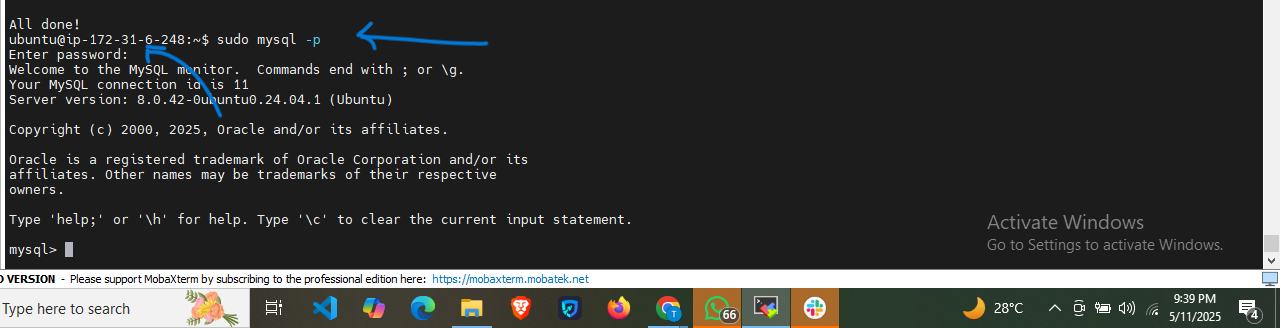 All done!
ubuntu@ip-172-31-6-248:~$ sudo mysql -p
Enter password:
Welcome to the MySQL monitor.  Commands end with ; or \g.
Your MySQL connection id is 11
Server version: 8.0.42-0ubuntu0.24.04.1 (Ubuntu)
Copyright (c) 2000, 2025, Oracle and/or its affiliates.
Oracle is a registered trademark of Oracle Corporation and/or its
affiliates. Other names may be trademarks of their respective
owners.
Type 'help;' or '\h' for help. Type '\c' to clear the current input statement.
mysql>
Activate Windows
Go to Settings to activate Windows.
VERSION - Please support MobaXterm by subscribing to the professional edition here: https://mobaxterm.mobatek.net
Type here to search
T
66
28°C
9:39 PM
5/11/2025
4